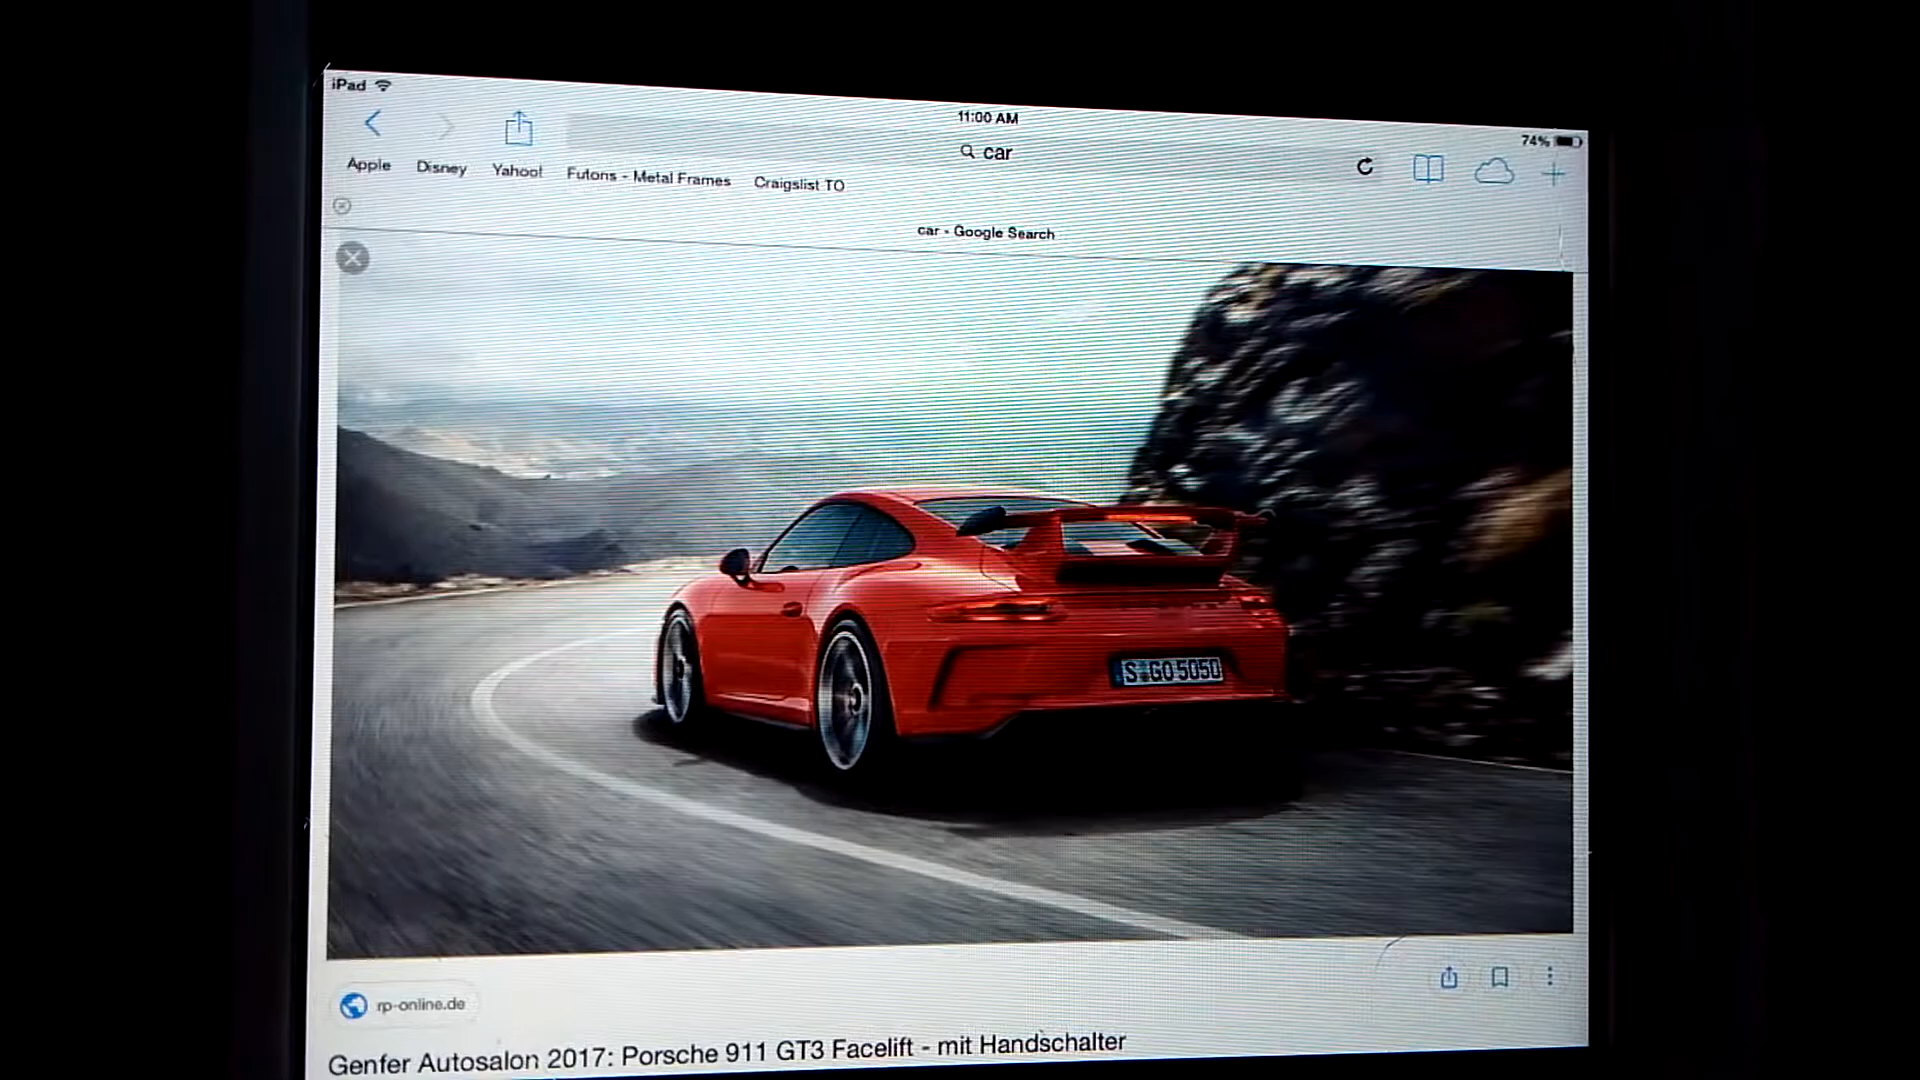 iPad
11:00 AM
74%
car
Apple
Disney
Yahoo!
Futons - Metal Frames
Craigslist TO
car - Google Search
S GO 5050
rp-online.de
Genfer Autosalon 2017: Porsche 911 GT3 Facelift - mit Handschalter